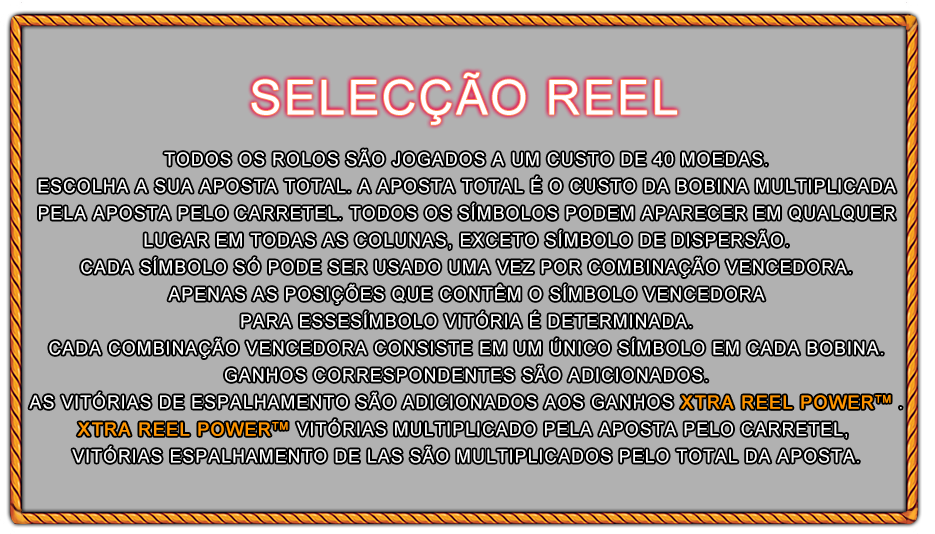 SELECÇÃO REEL
TODOS OS ROLOS SÃO JOGADOS A UM CUSTO DE 40 MOEDAS.
ESCOLHA A SUA APOSTA TOTAL. A APOSTA TOTAL É O CUSTO DA BOBINA MULTIPLICADA
PELA APOSTA PELO CARRETEL. TODOS OS SÍMBOLOS PODEM APARECER EM QUALQUER
LUGAR EM TODAS AS COLUNAS, EXCETO SÍMBOLO DE DISPERSÃO.
CADA SÍMBOLO SÓ PODE SER USADO UMA VEZ POR COMBINAÇÃO VENCEDORA.
APENAS AS POSIÇÕES QUE CONTÊM O SÍMBOLO VENCEDORA
PARA ESSESÍMBOLO VITÓRIA É DETERMINADA.
CADA COMBINAÇÃO VENCEDORA CONSISTE EM UM ÚNICO SÍMBOLO EM CADA BOBINA.
GANHOS CORRESPONDENTES SÃO ADICIONADOS.
AS VITÓRIAS DE ESPALHAMENTO SÃO ADICIONADOS AOS GANHOS XTRA REEL POWER™ .
XTRA REEL POWER™ VITÓRIAS MULTIPLICADO PELA APOSTA PELO CARRETEL,
VITÓRIAS ESPALHAMENTO DE LAS SÃO MULTIPLICADOS PELO TOTAL DA APOSTA.